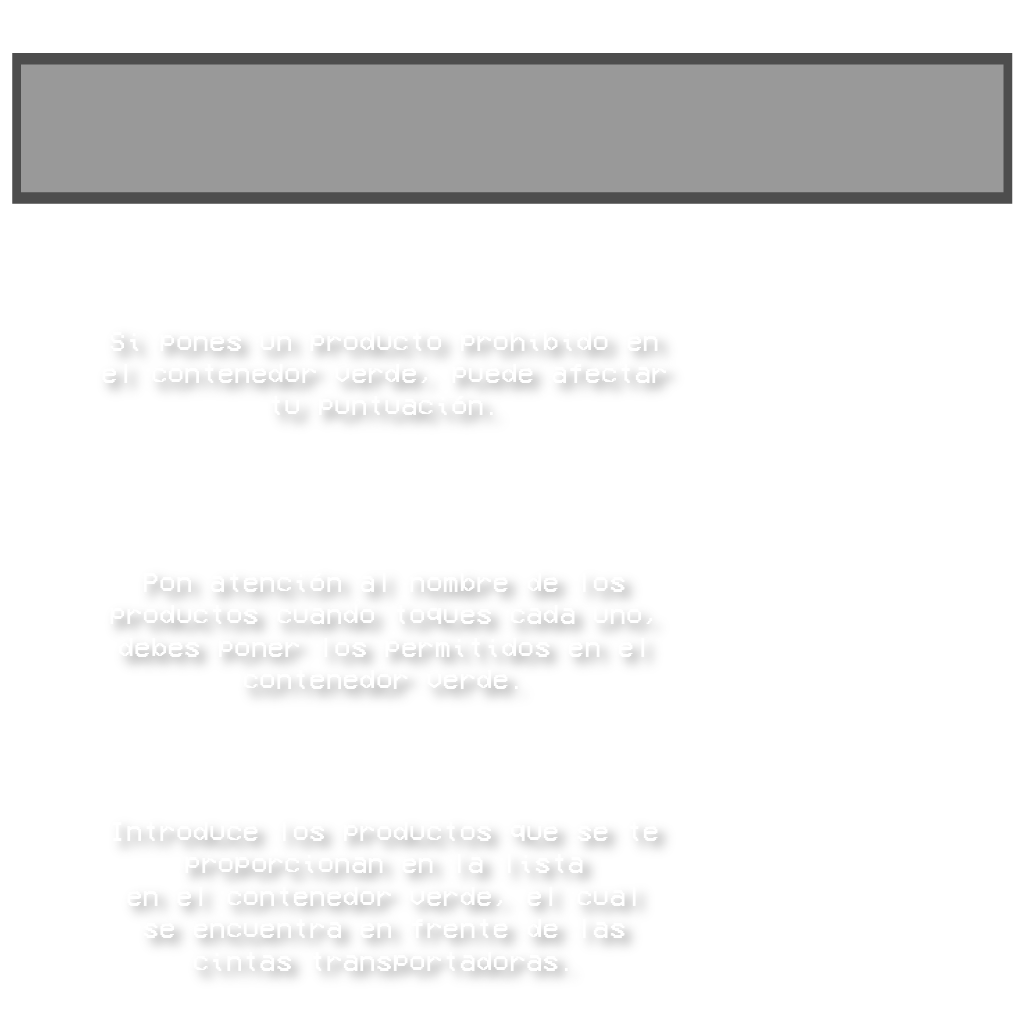 Si pones un producto prohibido en
el contenedor verde, puede afectar
tu puntuación.
Pon atención al nombre de los
productos cuando toques cada uno,
debes poner los permitidos en el
contenedor verde.
Introduce los productos que se te
proporcionan en la lista
en el contenedor verde, el cual
se encuentra en frente de las
cintas transportadoras.